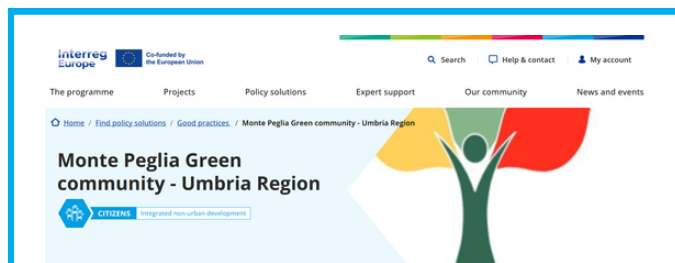 Interreg
Europe
Co-funded by
the European Union
Search
Help & contact
My account
The programme
Projects
Policy solutions
Expert support
Our community
News and events
Home / Find policy solutions / Good practices / Monte Peglia Green community - Umbria Region
Monte Peglia Green
community - Umbria Region
CITIZENS
Integrated non-urban development